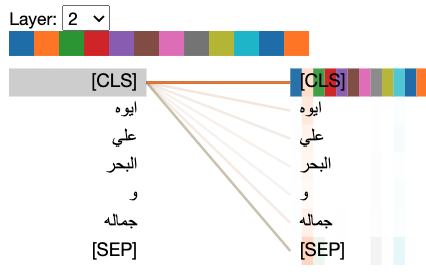 Layer: 2
[CLS] [CLS]
ايوه ايوه
علي علي
البحر البحر
و و
جماله جماله
[SEP] [SEP]